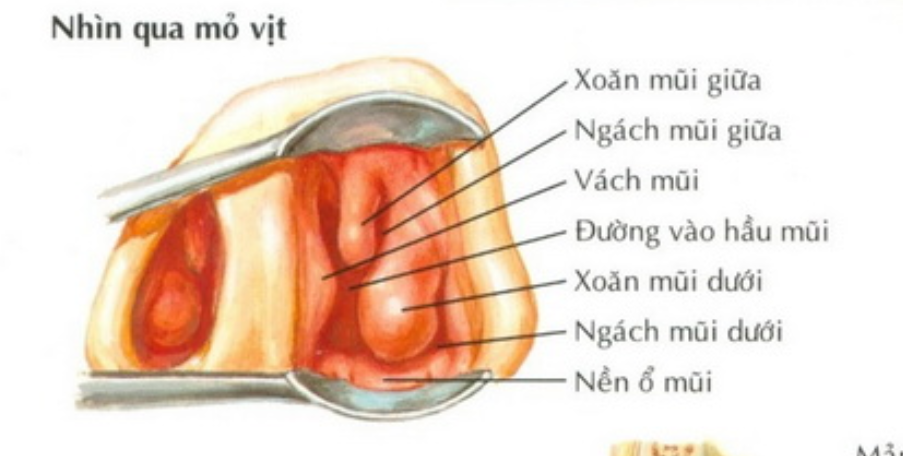 Nhìn qua mỏ vịt
Xoăn mũi giữa
Ngách mũi giữa
Vách mũi
Đường vào hầu mũi
Xoăn mũi dưới
Ngách mũi dưới
Nền ổ mũi